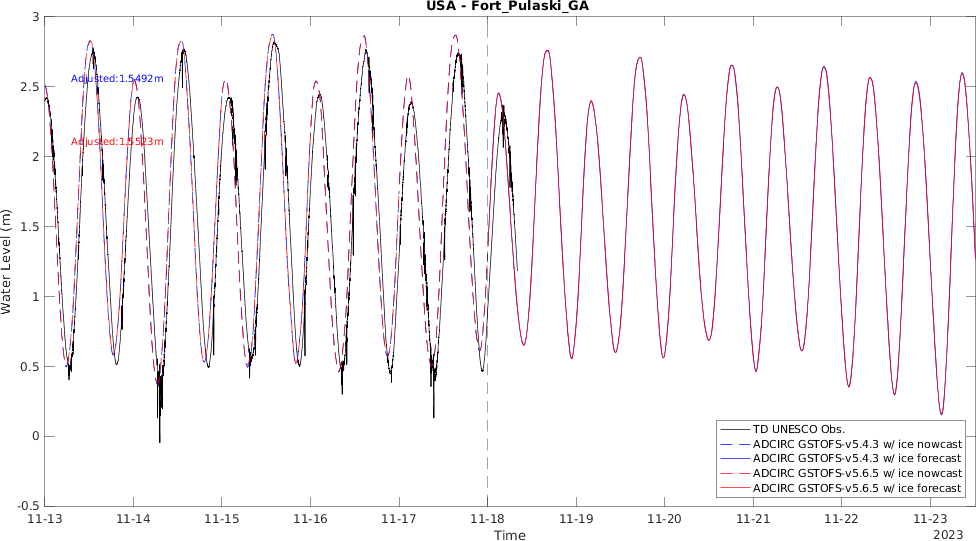 USA - Fort_Pulaski_GA
3
2.5
2
1.5
1
0.5
0
-0.5
Water Level (m)
Adjusted:1.5492m
Adjusted:1.5523m
TD UNESCO Obs.
ADCIRC GSTOFS-v5.4.3 w/ ice nowcast
ADCIRC GSTOFS-v5.4.3 w/ ice forecast
ADCIRC GSTOFS-v5.6.5 w/ ice nowcast
ADCIRC GSTOFS-v5.6.5 w/ ice forecast
11-13 11-14 11-15 11-16 11-17 11-18 11-19 11-20 11-21 11-22 11-23
Time
2023